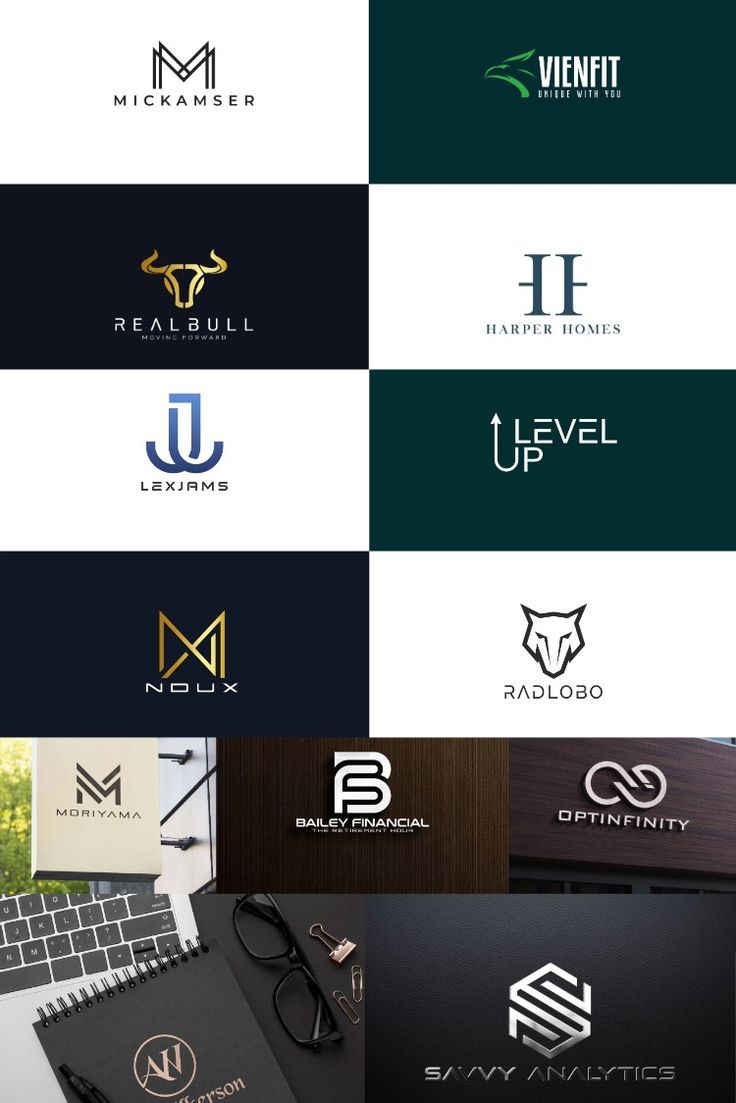 MICKAMSER
VIENFIT
UNIQUE WITH YOU
REALBULL
MOVING FORWARD
HARPER HOMES
LEXJAMS
LEVEL
UP
NOUX
RADLOBO
MORIYAMA
BAILEY FINANCIAL
THE RETIREMENT HOUR
OPTINFINITY
AW
SAVVY ANALYTICS